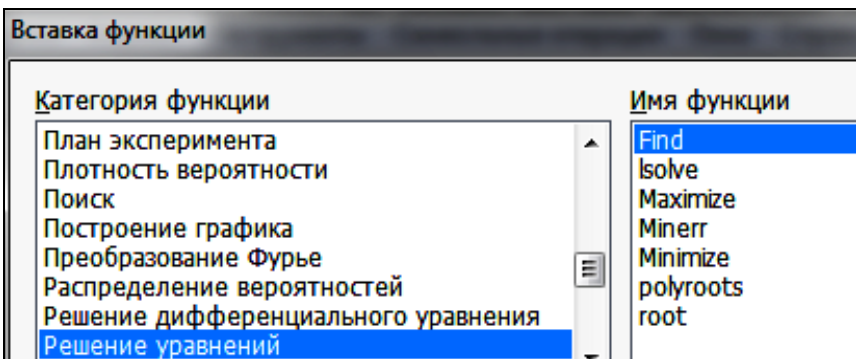 Вставка функции
Категория функции
План эксперимента
Плотность вероятности
Поиск
Построение графика
Преобразование Фурье
Распределение вероятностей
Решение дифференциального уравнения
Решение уравнений
Имя функции
Find
lsolve
Maximize
Minerr
Minimize
polyroots
root